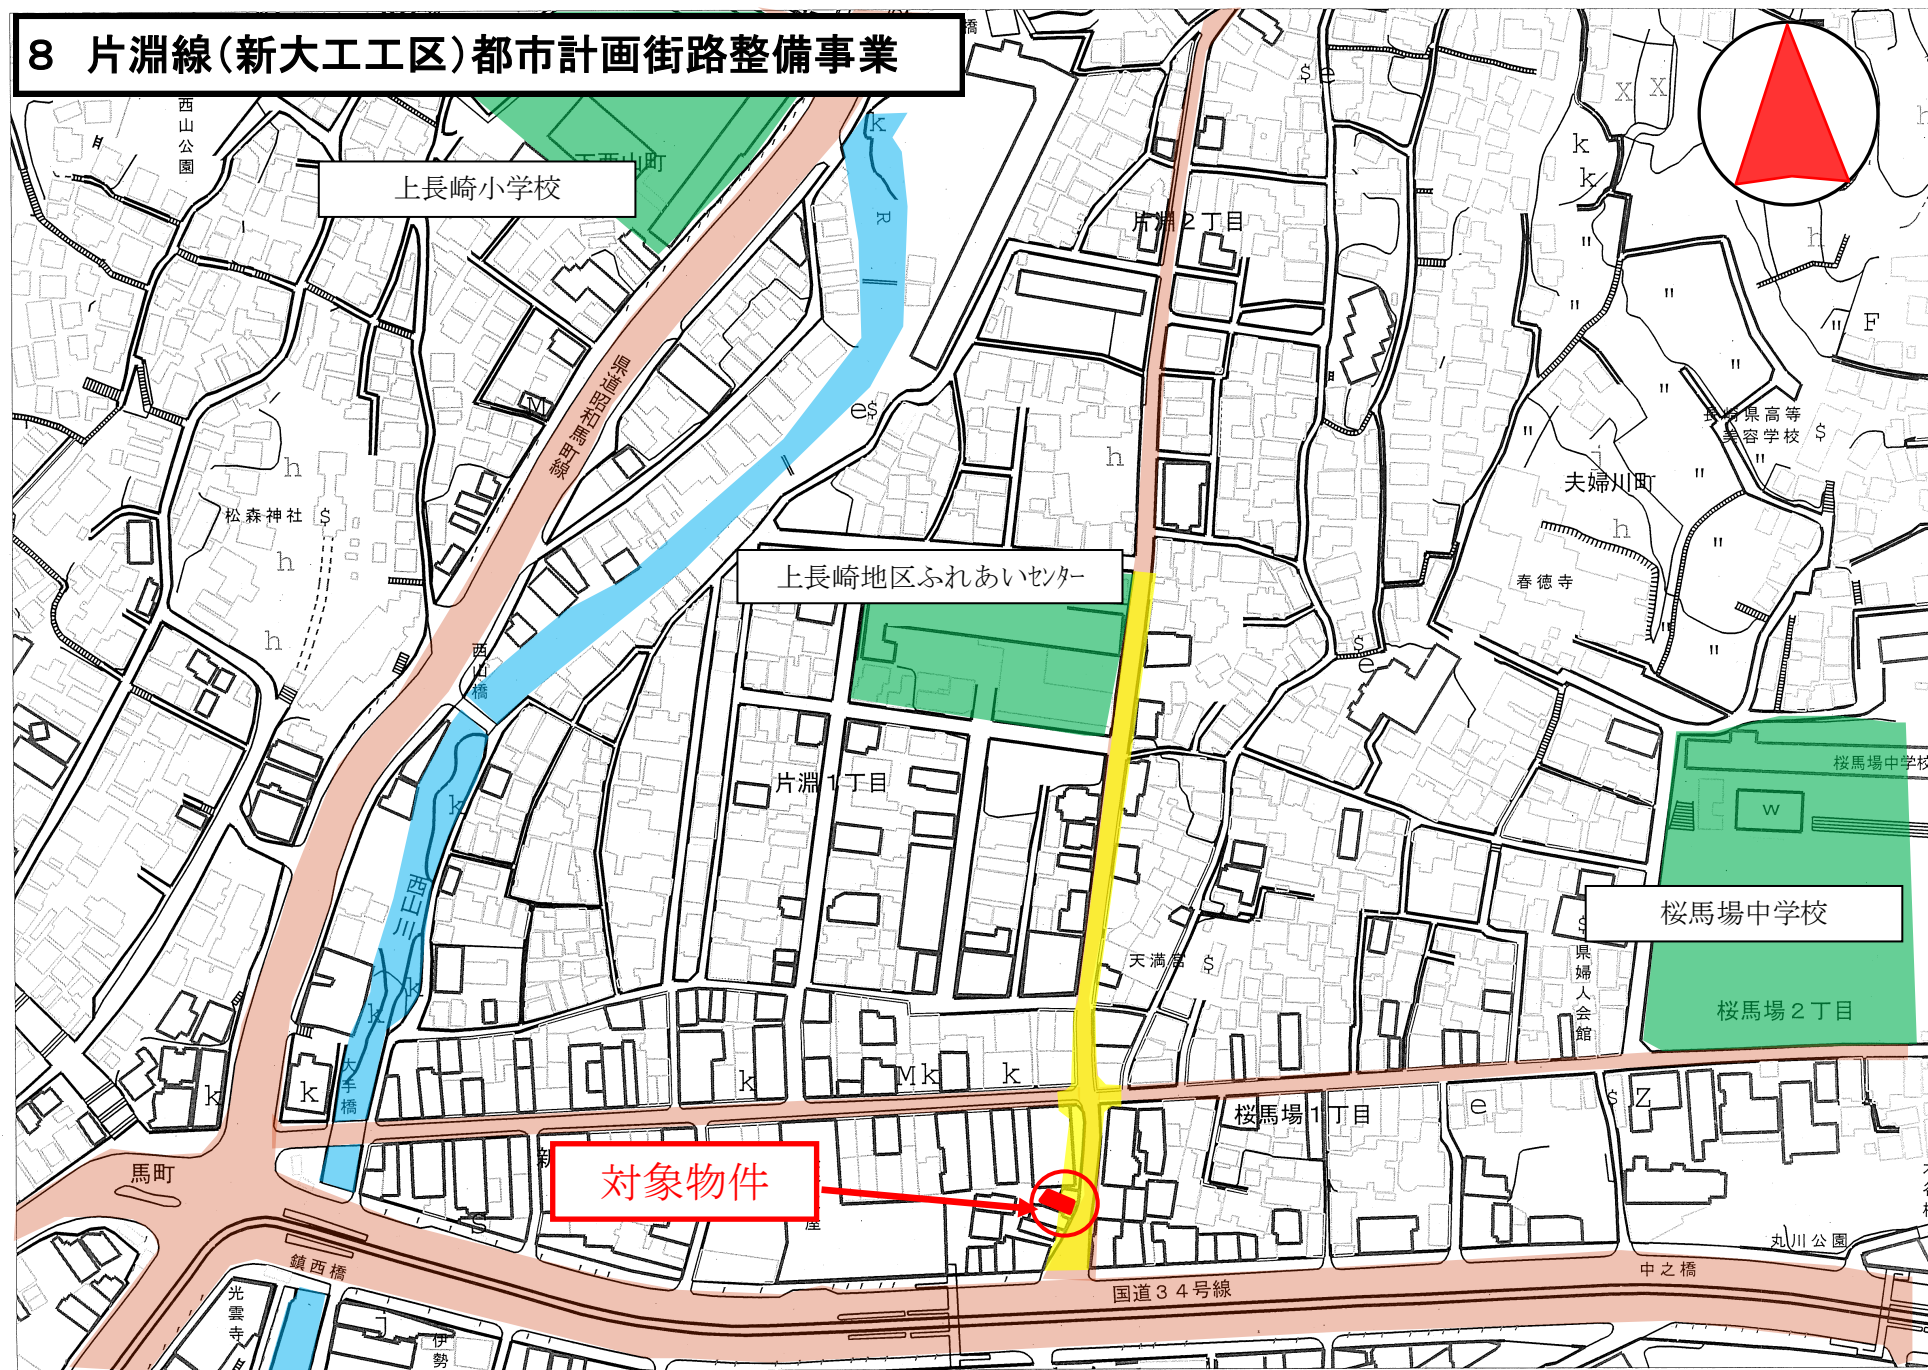 8 片淵線(新大工工区)都市計画街路整備事業
橋
西山公園
下西山町
上長崎小学校
片淵2丁目
県道昭和馬町線
長崎県高等
美容学校
夫婦川町
松森神社
春徳寺
上長崎地区ふれあいセンター
西山橋
片淵1丁目
桜馬場中学校
西山川
桜馬場中学校
天満宮
県婦人会館
桜馬場2丁目
大手橋
桜馬場1丁目
新
対象物件
馬町
屋
丸川公園
鎮西橋
中之橋
国道34号線
光雲寺
伊勢